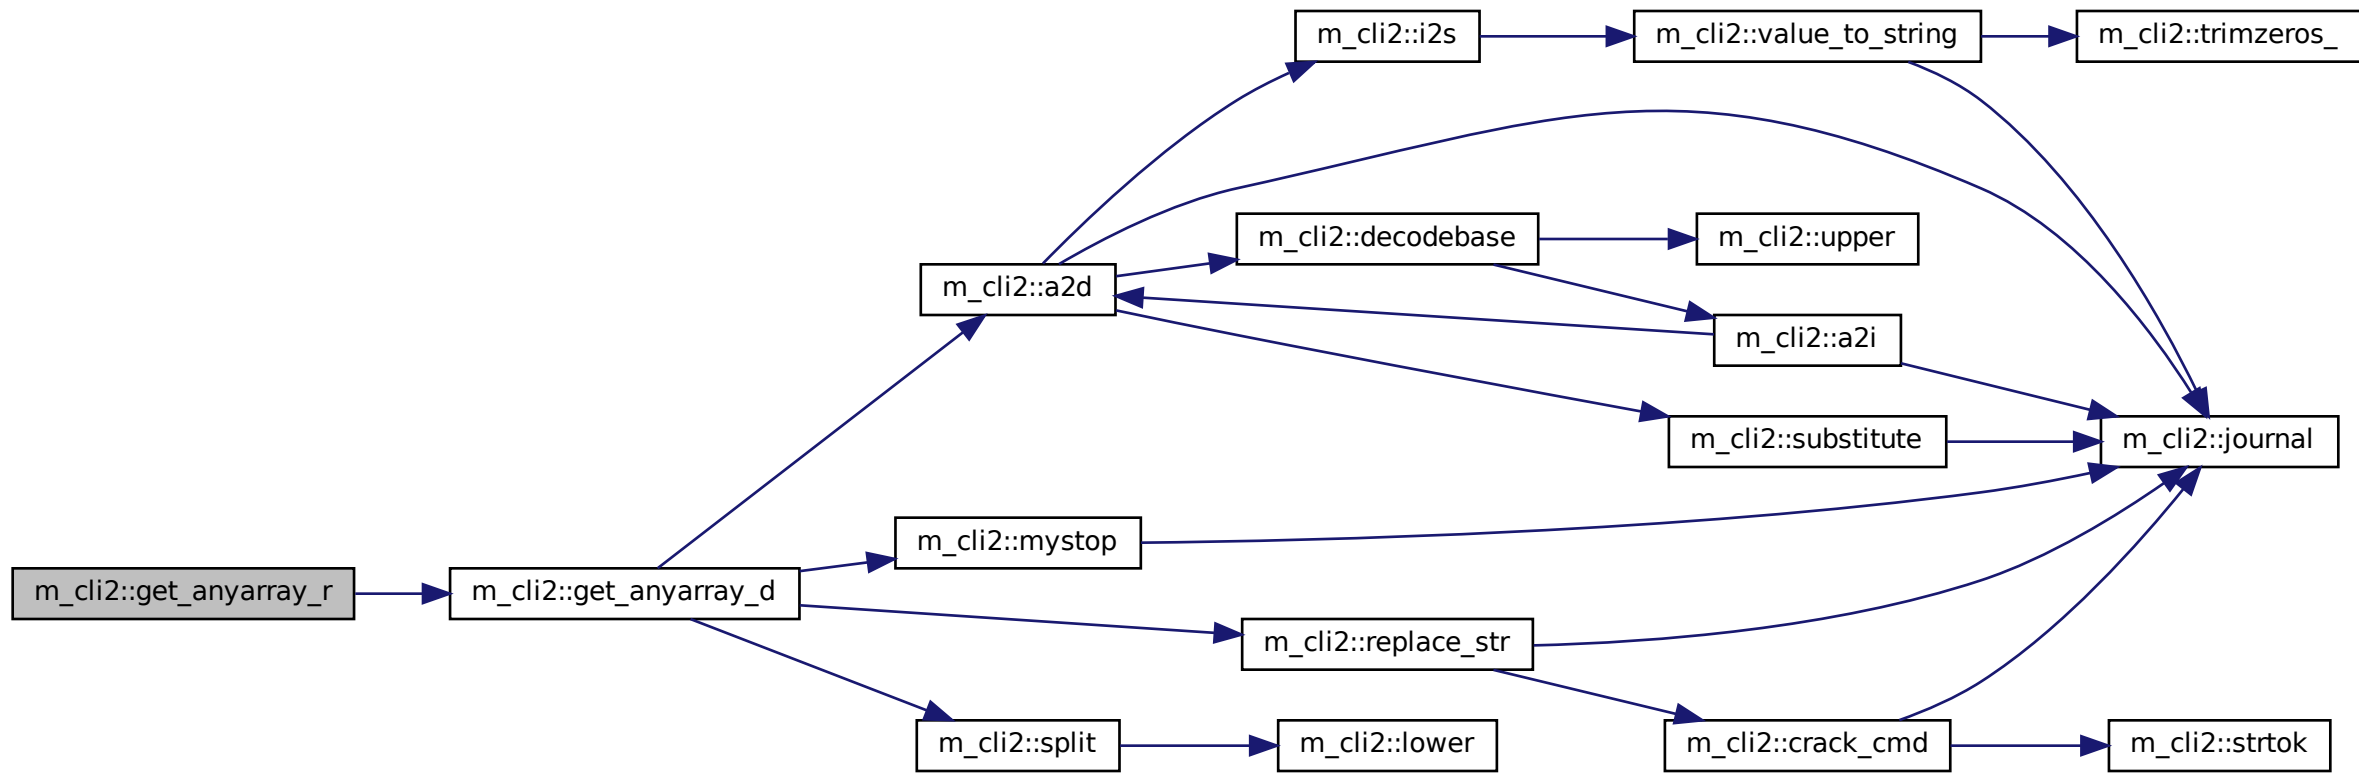 m_cli2::i2s
m_cli2::value_to_string
m_cli2::trimzeros_
m_cli2::decodebase
m_cli2::upper
m_cli2::a2d
m_cli2::a2i
m_cli2::substitute
m_cli2::journal
m_cli2::mystop
m_cli2::get_anyarray_r
m_cli2::get_anyarray_d
m_cli2::replace_str
m_cli2::split
m_cli2::lower
m_cli2::crack_cmd
m_cli2::strtok